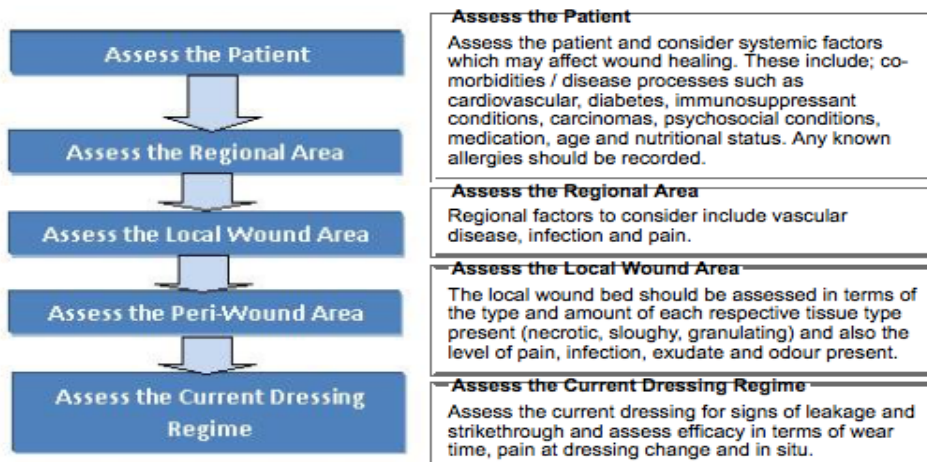 Assess the Patient
Assess the Regional Area
Assess the Local Wound Area
Assess the Peri-Wound Area
Assess the Current Dressing
Regime
Assess the Patient
Assess the patient and consider systemic factors
which may affect wound healing. These include; co-
morbidities / disease processes such as
cardiovascular, diabetes, immunosuppressant
conditions, carcinomas, psychosocial conditions,
medication, age and nutritional status. Any known
allergies should be recorded.
Assess the Regional Area
Regional factors to consider include vascular
disease, infection and pain.
Assess the Local Wound Area
The local wound bed should be assessed in terms of
the type and amount of each respective tissue type
present (necrotic, sloughy, granulating) and also the
level of pain, infection, exudate and odour present.
Assess the Current Dressing Regime
Assess the current dressing for signs of leakage and
strikethrough and assess efficacy in terms of wear
time, pain at dressing change and in situ.